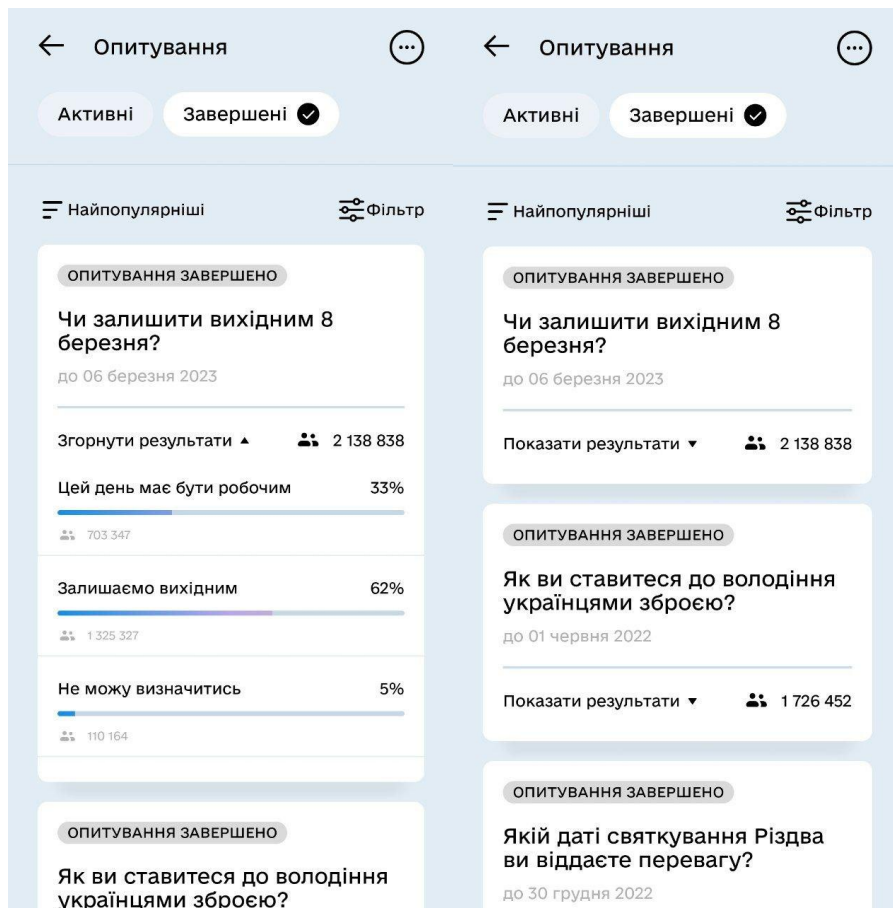 Опитування
Активні
Завершені
Найпопулярніші
Фільтр
ОПИТУВАННЯ ЗАВЕРШЕНО
Чи залишити вихідним 8
березня?
до 06 березня 2023
Згорнути результати 2 138 838
Цей день має бути робочим 33%
703 347
Залишаємо вихідним 62%
1 325 327
Не можу визначитись 5%
110 164
ОПИТУВАННЯ ЗАВЕРШЕНО
Як ви ставитеся до володіння
українцями зброєю?
Опитування
Активні
Завершені
Найпопулярніші
Фільтр
ОПИТУВАННЯ ЗАВЕРШЕНО
Чи залишити вихідним 8
березня?
до 06 березня 2023
Показати результати 2 138 838
ОПИТУВАННЯ ЗАВЕРШЕНО
Як ви ставитеся до володіння
українцями зброєю?
до 01 червня 2022
Показати результати 1 726 452
ОПИТУВАННЯ ЗАВЕРШЕНО
Якій даті святкування Різдва
ви віддаєте перевагу?
до 30 грудня 2022